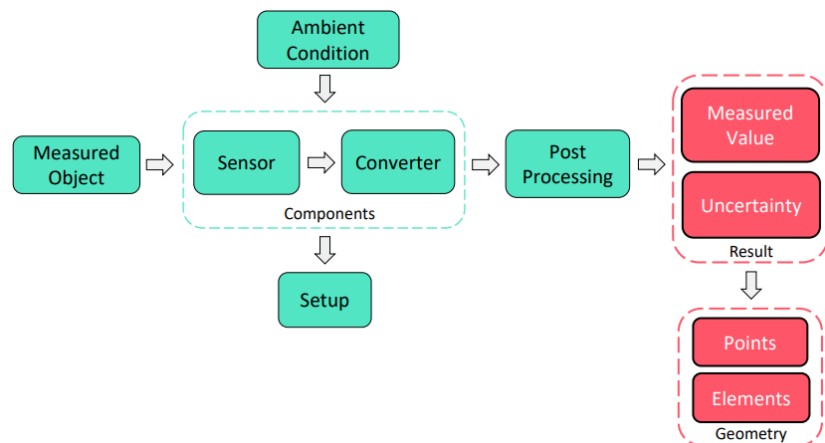 Ambient
Condition
Measured
Object
Sensor
Converter
Components
Setup
Post
Processing
Measured
Value
Uncertainty
Result
Points
Elements
Geometry